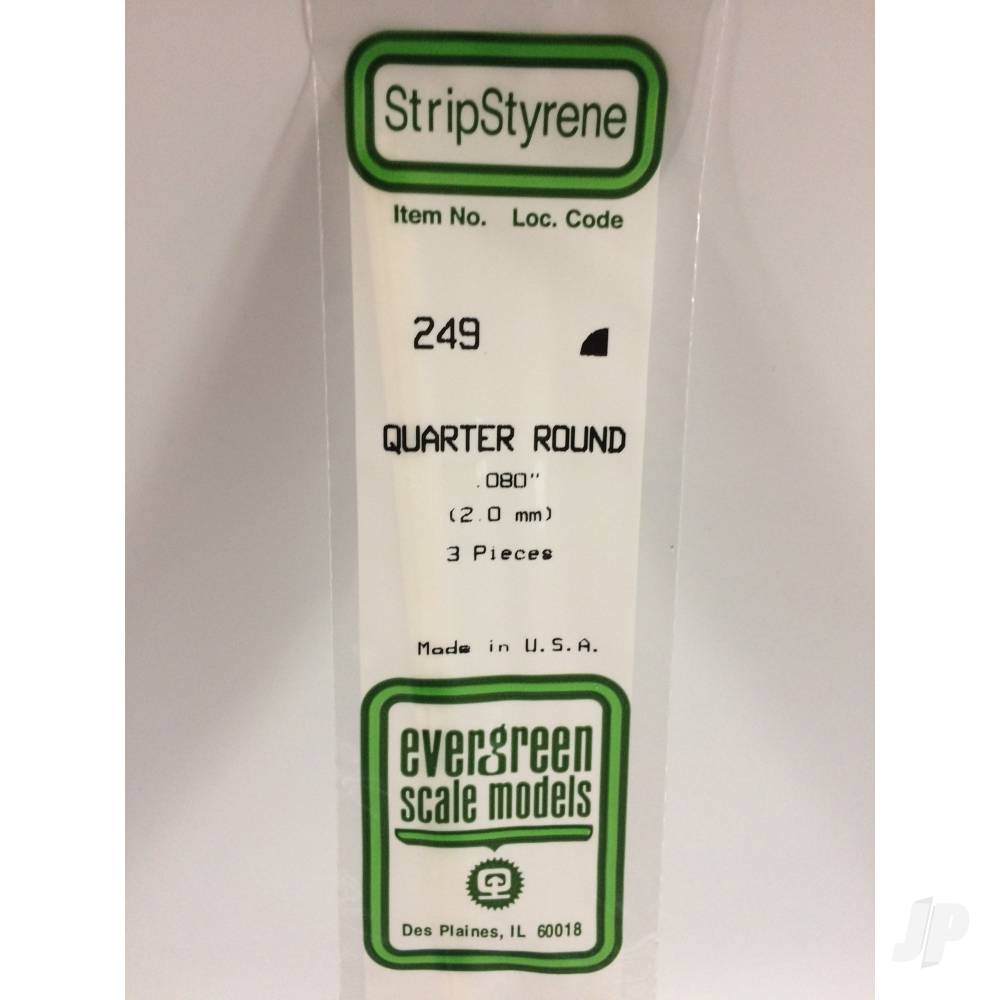 StripStyrene
Item No. Loc. Code
249
QUARTER ROUND
.080"
(2.0 mm)
3 Pieces
Made in U.S.A.
evergreen
scale models
Des Plaines, IL 60018
JP